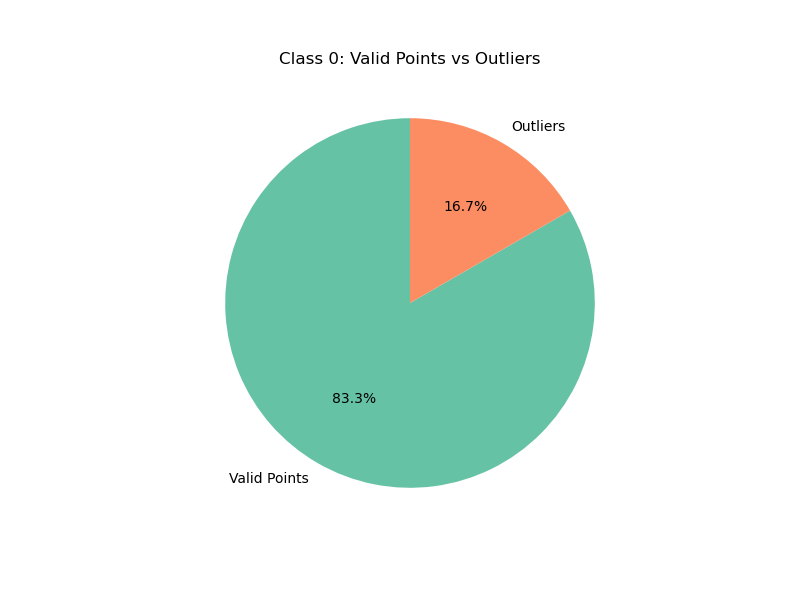 Class 0: Valid Points vs Outliers
Outliers
16.7%
83.3%
Valid Points